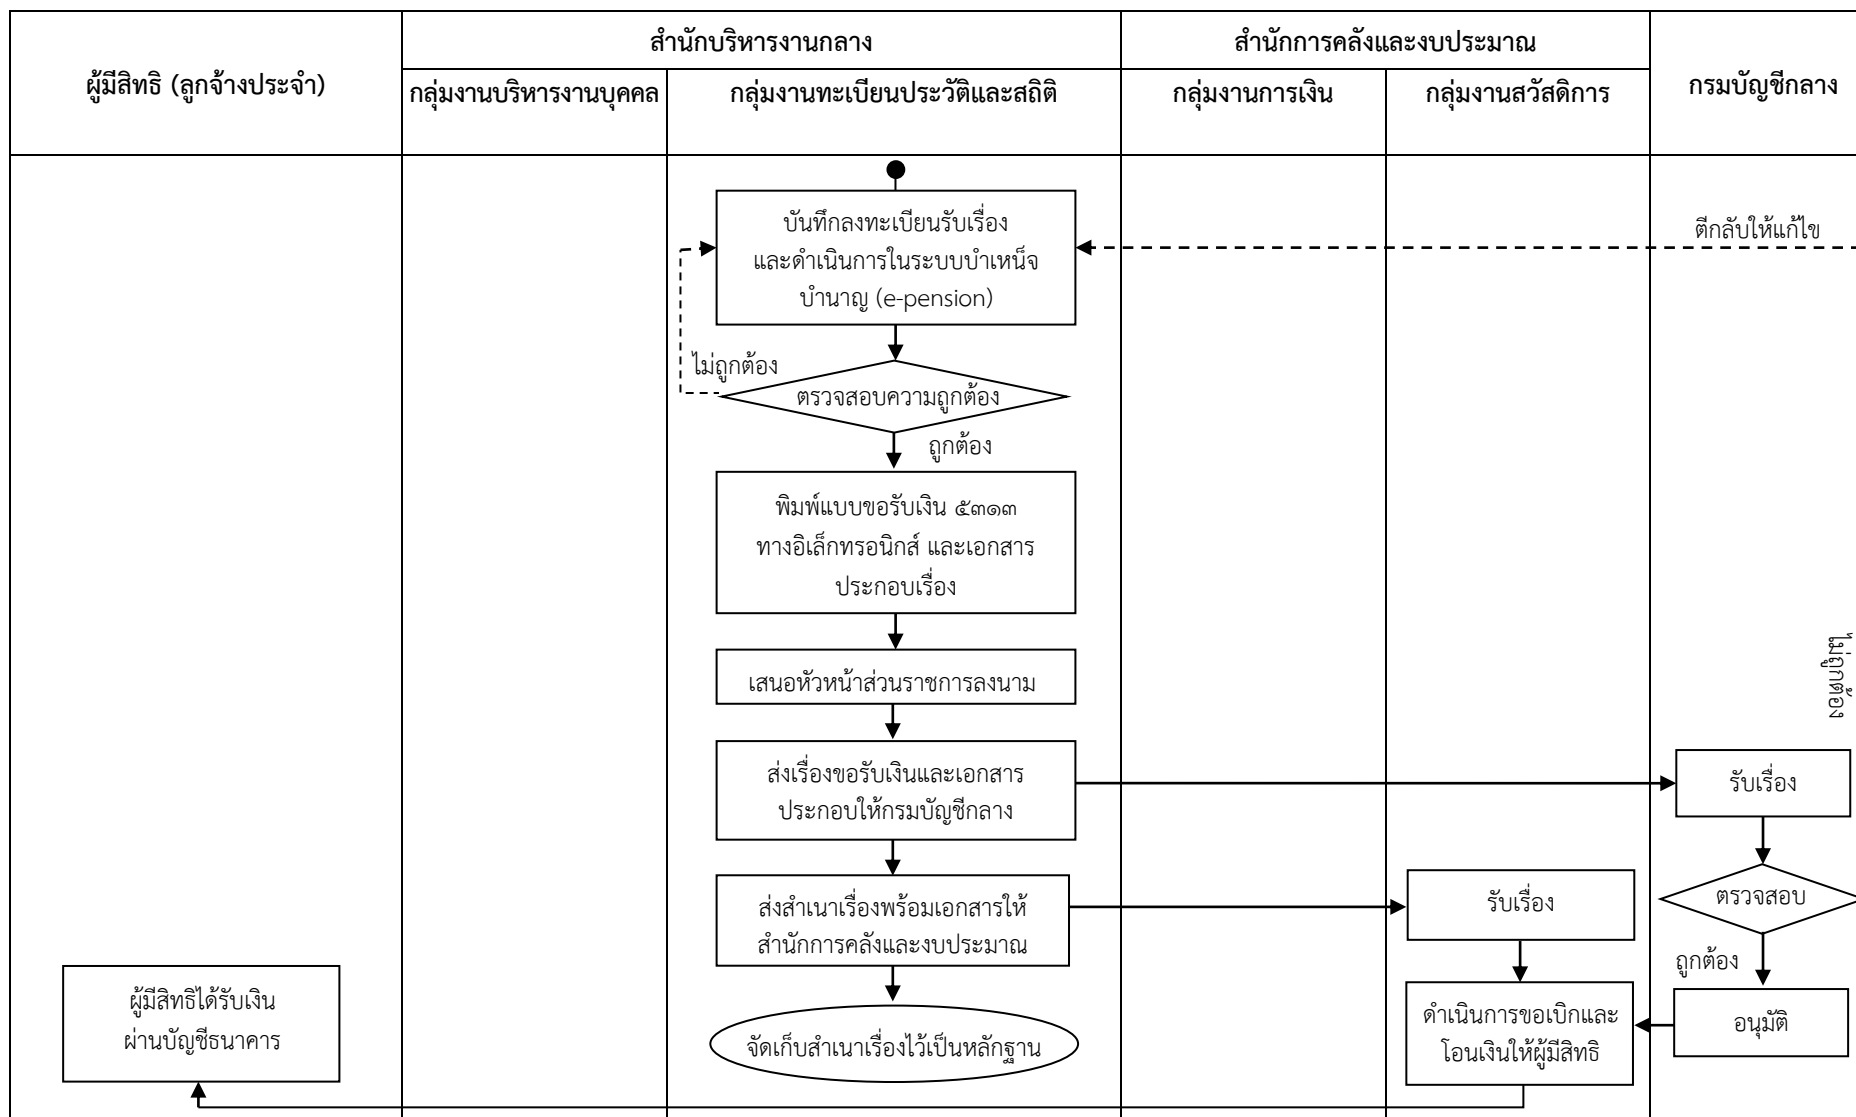 ผู้มีสิทธิ (ลูกจ้างประจำ)
สำนักบริหารงานกลาง
สำนักการคลังและงบประมาณ
กรมบัญชีกลาง
กลุ่มงานบริหารงานบุคคล
กลุ่มงานทะเบียนประวัติและสถิติ
กลุ่มงานการเงิน
กลุ่มงานสวัสดิการ
บันทึกลงทะเบียนรับเรื่อง
และดำเนินการในระบบบำเหน็จ
บำนาญ (e-pension)
ตีกลับให้แก้ไข
ไม่ถูกต้อง
ตรวจสอบความถูกต้อง
ถูกต้อง
พิมพ์แบบขอรับเงิน ๕๓๑๓
ทางอิเล็กทรอนิกส์ และเอกสาร
ประกอบเรื่อง
เสนอหัวหน้าส่วนราชการลงนาม
ไม่ถูกต้อง
ส่งเรื่องขอรับเงินและเอกสาร
ประกอบให้กรมบัญชีกลาง
รับเรื่อง
ส่งสำเนาเรื่องพร้อมเอกสารให้
สำนักการคลังและงบประมาณ
รับเรื่อง
ตรวจสอบ
ถูกต้อง
ผู้มีสิทธิได้รับเงิน
ผ่านบัญชีธนาคาร
จัดเก็บสำเนาเรื่องไว้เป็นหลักฐาน
ดำเนินการขอเบิกและ
โอนเงินให้ผู้มีสิทธิ
อนุมัติ